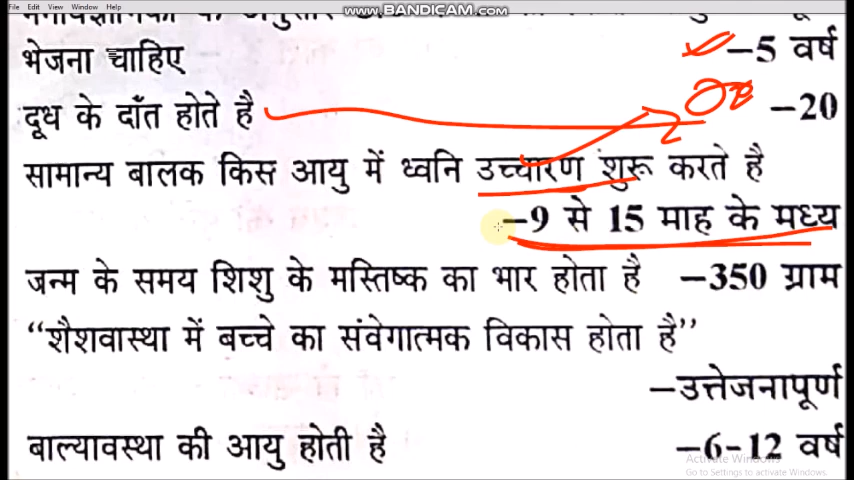 File Edit View Window Help
www.BANDICAM.com
के अनुसार
भेजना चाहिए
–5 वर्ष
दूध के दाँत होते है –20
सामान्य बालक किस आयु में ध्वनि उच्चारण शुरू करते है
–9 से 15 माह के मध्य
जन्म के समय शिशु के मस्तिष्क का भार होता है –350 ग्राम
“शैशवास्था में बच्चे का संवेगात्मक विकास होता है”
–उत्तेजनापूर्ण
बाल्यावस्था की आयु होती है –6-12 वर्ष
Activate Windows
Go to Settings to activate Windows.